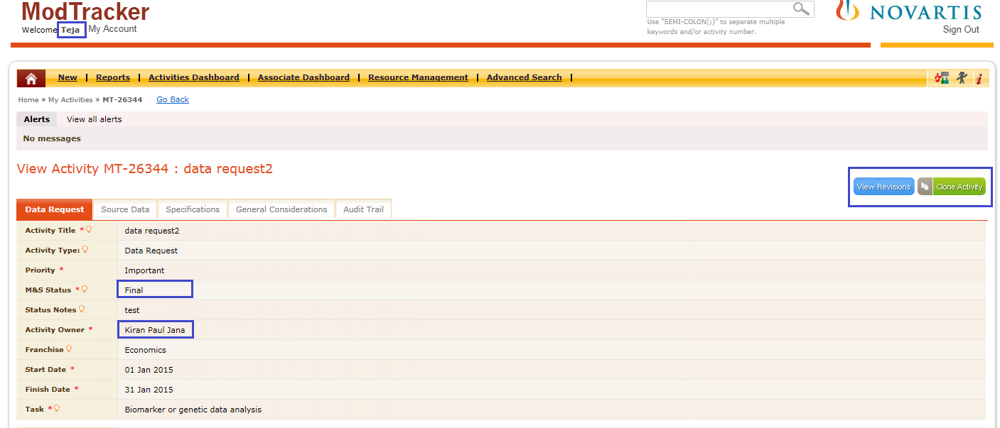 ModTracker
Welcome Teja | My Account
Use "SEMI-COLON(;)" to separate multiple
keywords and/or activity number.
NOVARTIS
Sign Out
New | Reports | Activities Dashboard | Associate Dashboard | Resource Management | Advanced Search |
Home » My Activities » MT-26344 Go Back
Alerts View all alerts
No messages
View Activity MT-26344 : data request2
View Revisions Clone Activity
Data Request Source Data Specifications General Considerations Audit Trail
Activity Title * data request2
Activity Type: Data Request
Priority * Important
M&S Status * Final
Status Notes test
Activity Owner * Kiran Paul Jana
Franchise Economics
Start Date * 01 Jan 2015
Finish Date * 31 Jan 2015
Task * Biomarker or genetic data analysis